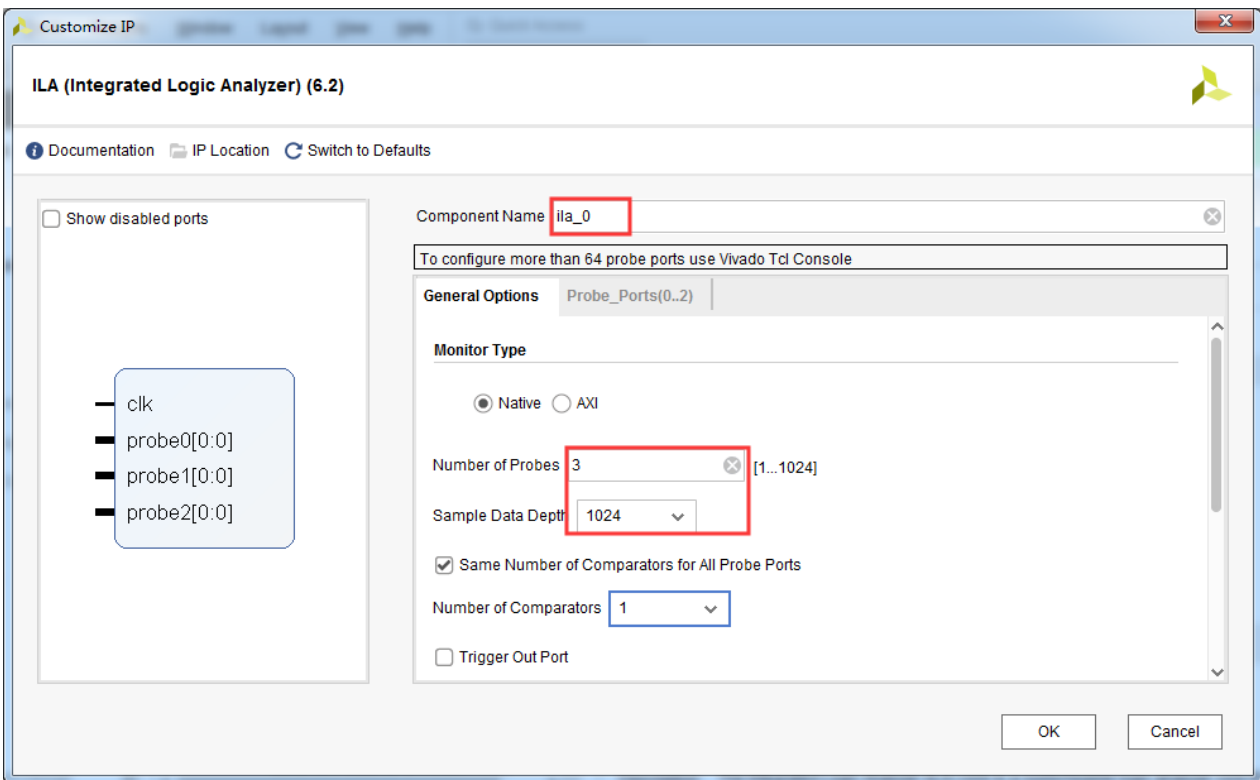 Customize IP
Window Layout View Help
ILA (Integrated Logic Analyzer) (6.2)
Documentation IP Location Switch to Defaults
Show disabled ports
clk
probe0[0:0]
probe1[0:0]
probe2[0:0]
Component Name ila_0
To configure more than 64 probe ports use Vivado Tcl Console
General Options Probe_Ports(0..2)
Monitor Type
Native AXI
Number of Probes 3 [1...1024]
Sample Data Depth 1024
Same Number of Comparators for All Probe Ports
Number of Comparators 1
Trigger Out Port
OK Cancel